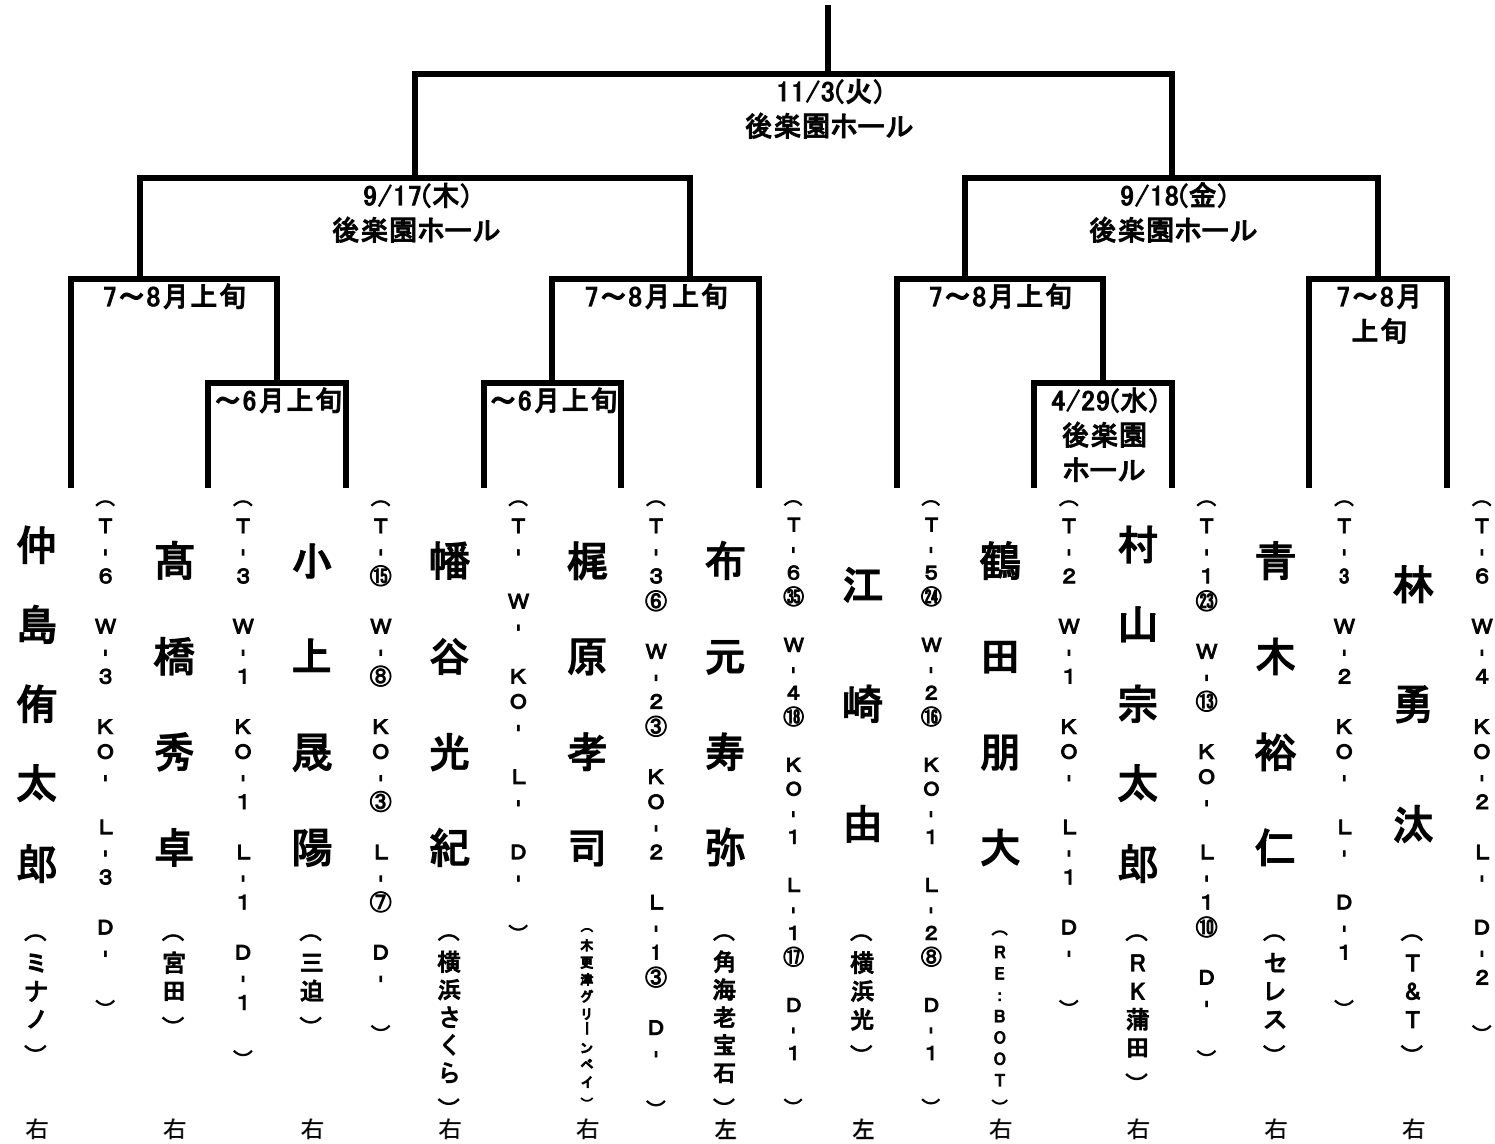 11/3(火)
後楽園ホール
9/17(木)
後楽園ホール
9/18(金)
後楽園ホール
7～8月上旬
7～8月上旬
7～8月上旬
7～8月
上旬
～6月上旬
～6月上旬
4/29(水)
後楽園
ホール
仲島侑太郎（ミナノ）右
（T-6 W-3 KO- L-3 D- ）
髙橋秀卓（宮田）右
（T-3 W-1 KO-1 L-1 D-1 ）
小上晟陽（三迫）右
（T-⑮ W-⑧ KO-③ L-⑦ D- ）
幡谷光紀（横浜さくら）右
（T- W- KO- L- D- ）
梶原孝司（木更津グリーンベイ）右
（T-3⑥ W-2③ KO-2 L-1③ D- ）
布元寿弥（角海老宝石）左
（T-6㉟ W-4⑱ KO-1 L-1⑰ D-1 ）
江崎由（横浜光）左
（T-5㉔ W-2⑯ KO-1 L-2⑧ D-1 ）
鶴田朋大（RE:BOOT）右
（T-2 W-1 KO- L-1 D- ）
村山宗太郎（RK蒲田）右
（T-1㉓ W-⑬ KO- L-1⑩ D- ）
青木裕仁（セレス）右
（T-3 W-2 KO- L- D-1 ）
林勇汰（T&T）右
（T-6 W-4 KO-2 L- D-2 ）